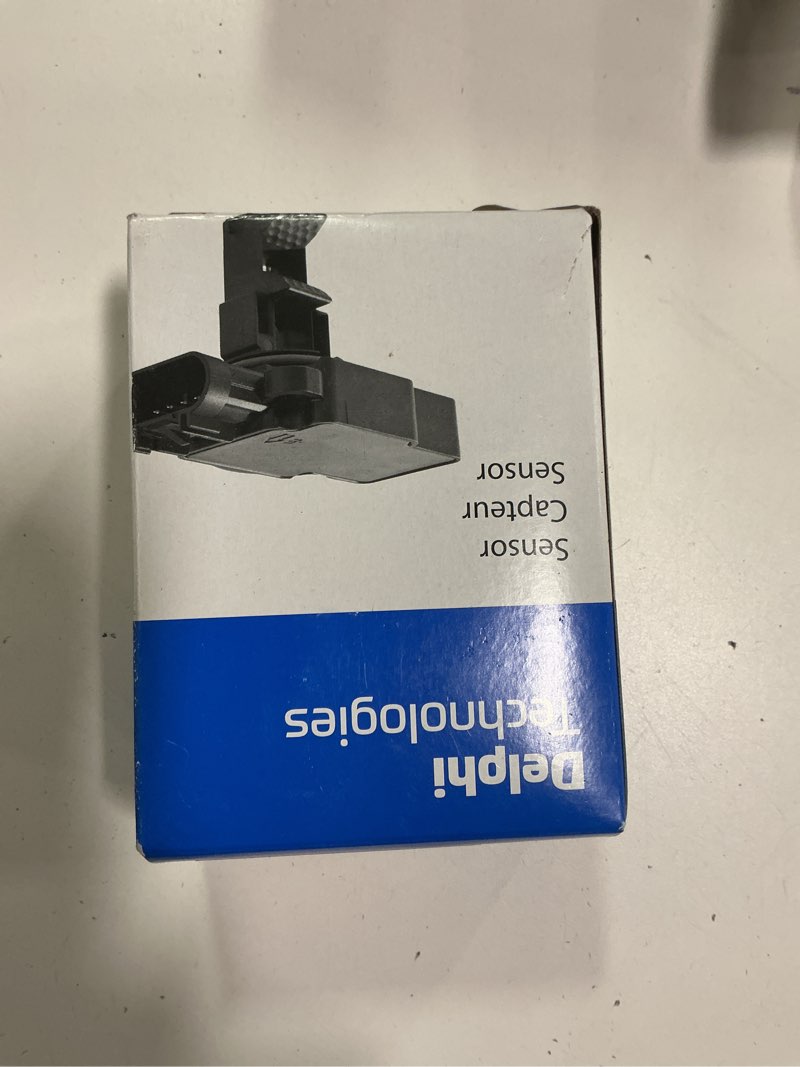 Delphi
Technologies
Sensor
Capteur
Sensor